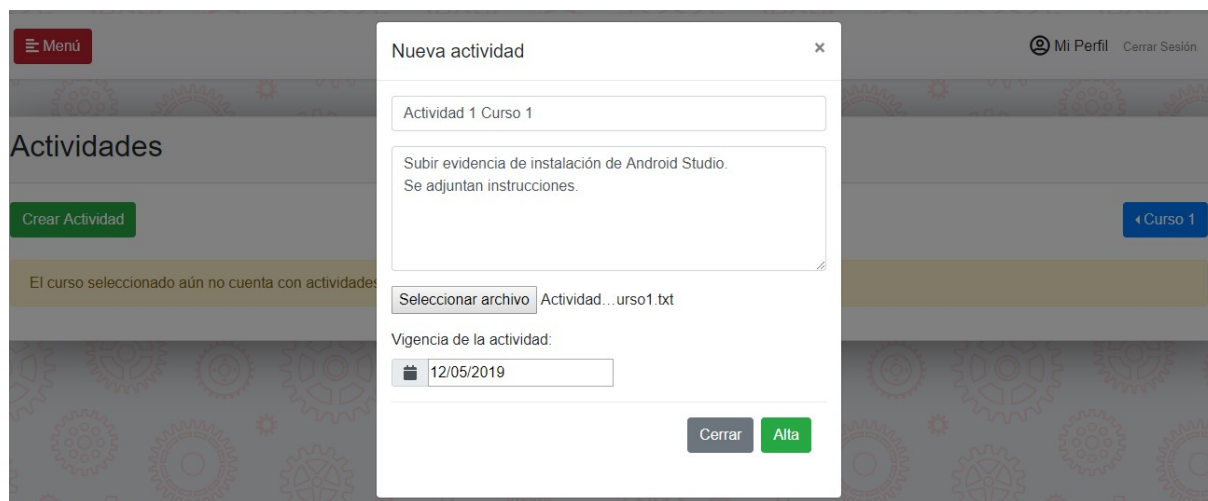 Menú
Nueva actividad
×
Mi Perfil
Cerrar Sesión
Actividades
Actividad 1 Curso 1
Subir evidencia de instalación de Android Studio.
Se adjuntan instrucciones.
Crear Actividad
Curso 1
El curso seleccionado aún no cuenta con actividades
Seleccionar archivo Actividad...urso1.txt
Vigencia de la actividad:
12/05/2019
Cerrar
Alta